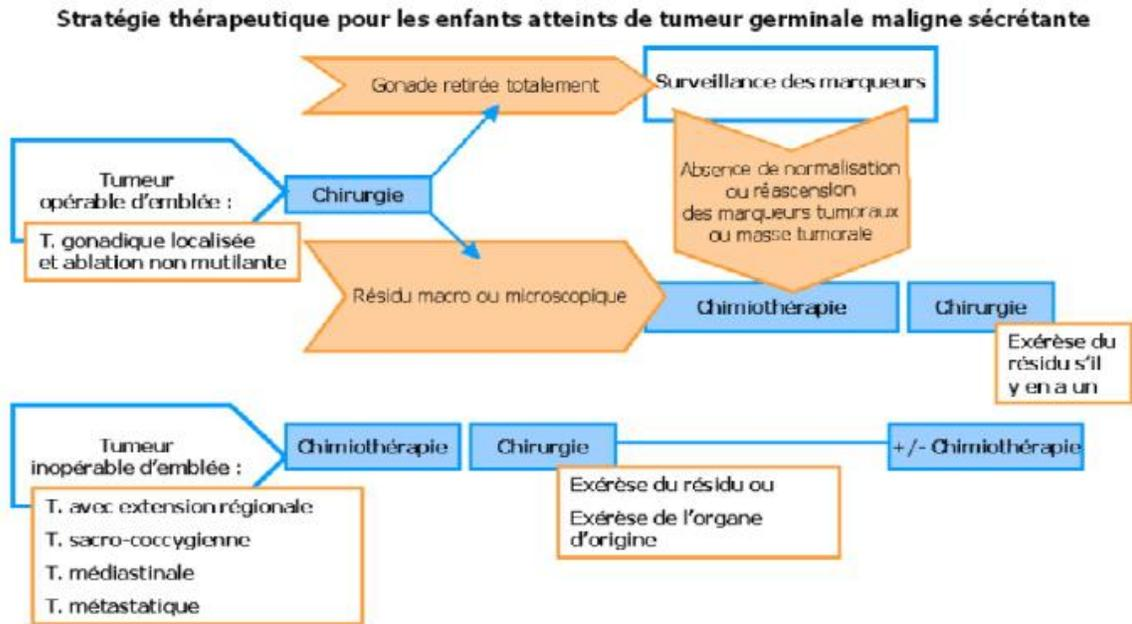 Stratégie thérapeutique pour les enfants atteints de tumeur germinale maligne sécrétante
Gonade retirée totalement
Surveillance des marqueurs
Tumeur
opérable d'emblée :
T. gonadique localisée
et ablation non mutilante
Chirurgie
Absence de normalisation
ou réascension
des marqueurs tumoraux
ou masse tumorale
Résidu macro ou microscopique
Chimiothérapie
Chirurgie
Exérèse du
résidu s'il
y en a un
Tumeur
inopérable d'emblée :
T. avec extension régionale
T. sacro-coccygienne
T. médiastinale
T. métastatique
Chimiothérapie
Chirurgie
Exérèse du résidu ou
Exérèse de l'organe
d'origine
+/- Chimiothérapie